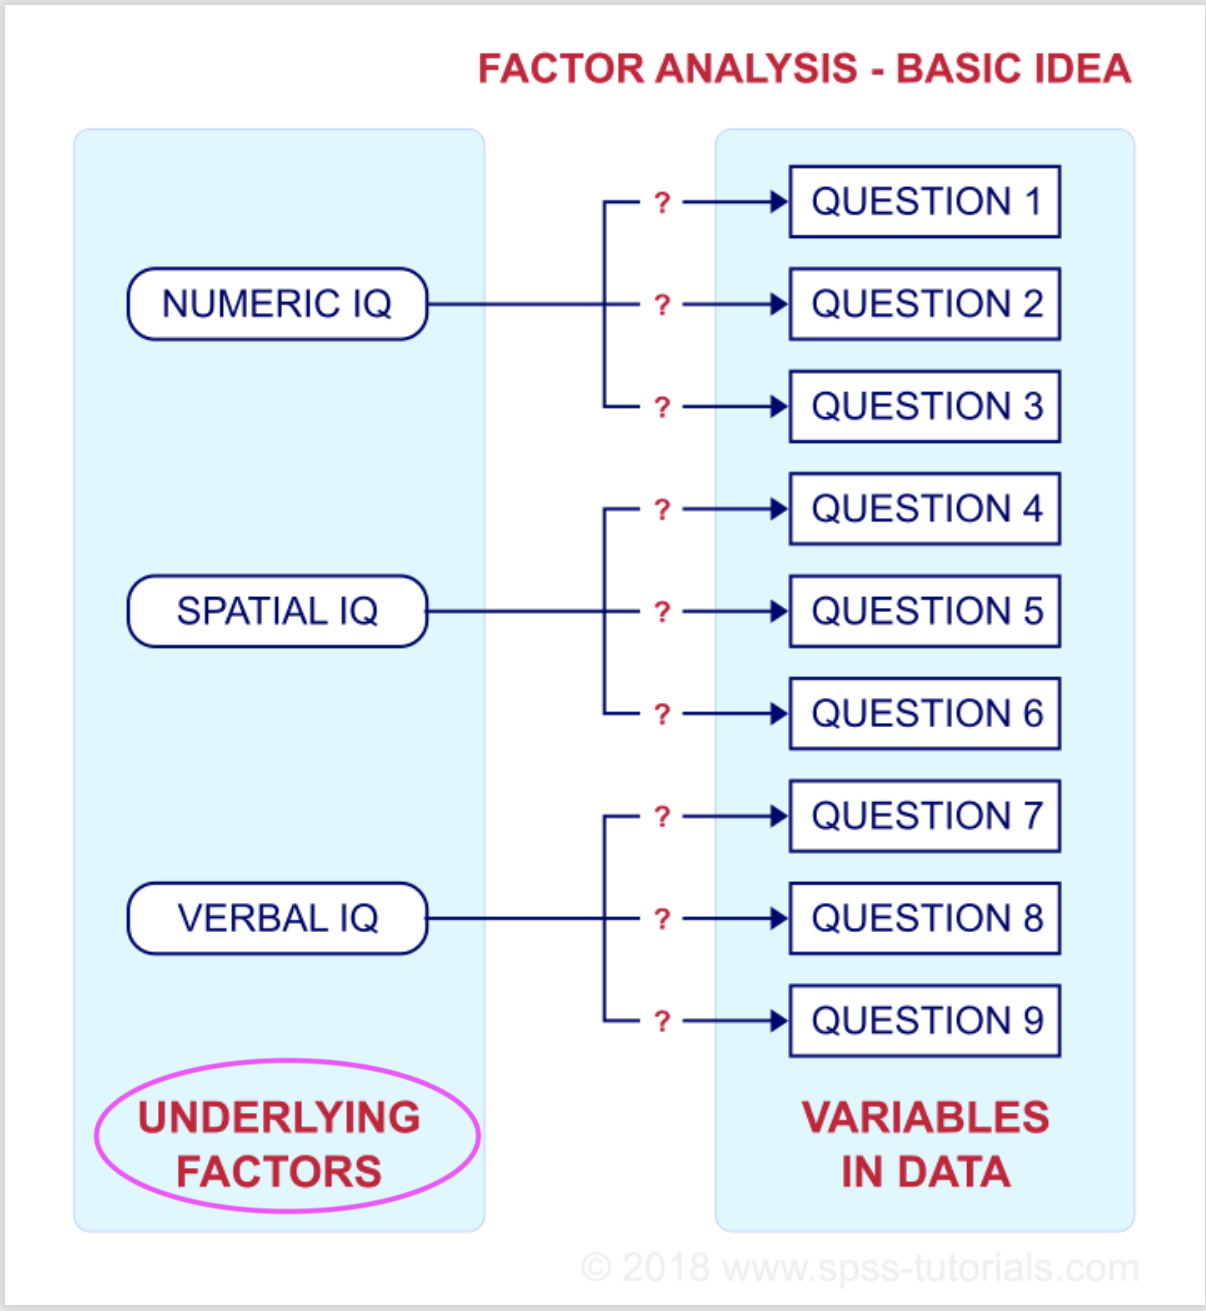 FACTOR ANALYSIS - BASIC IDEA
NUMERIC IQ
? QUESTION 1
? QUESTION 2
? QUESTION 3
SPATIAL IQ
? QUESTION 4
? QUESTION 5
? QUESTION 6
VERBAL IQ
? QUESTION 7
? QUESTION 8
? QUESTION 9
UNDERLYING
FACTORS
VARIABLES
IN DATA
© 2018 www.spss-tutorials.com